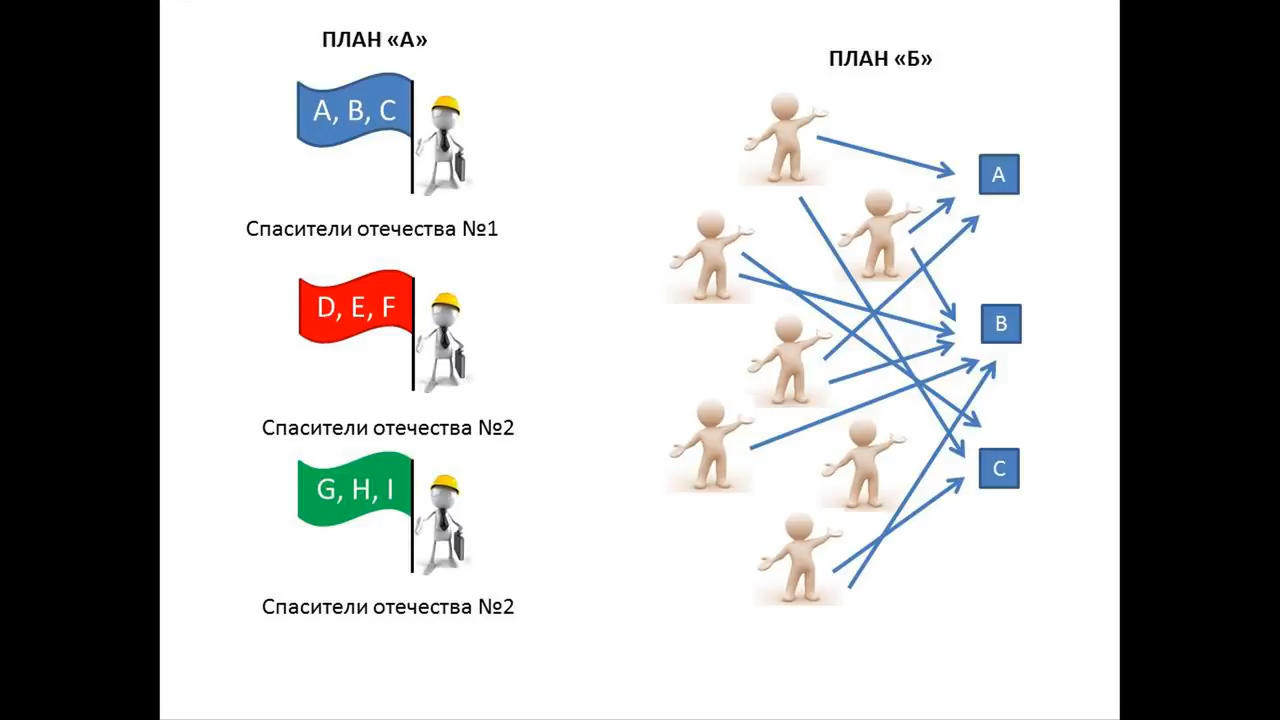 ПЛАН «А»
A, B, C
Спасители отечества №1
D, E, F
Спасители отечества №2
G, H, I
Спасители отечества №2
ПЛАН «Б»
A
B
C